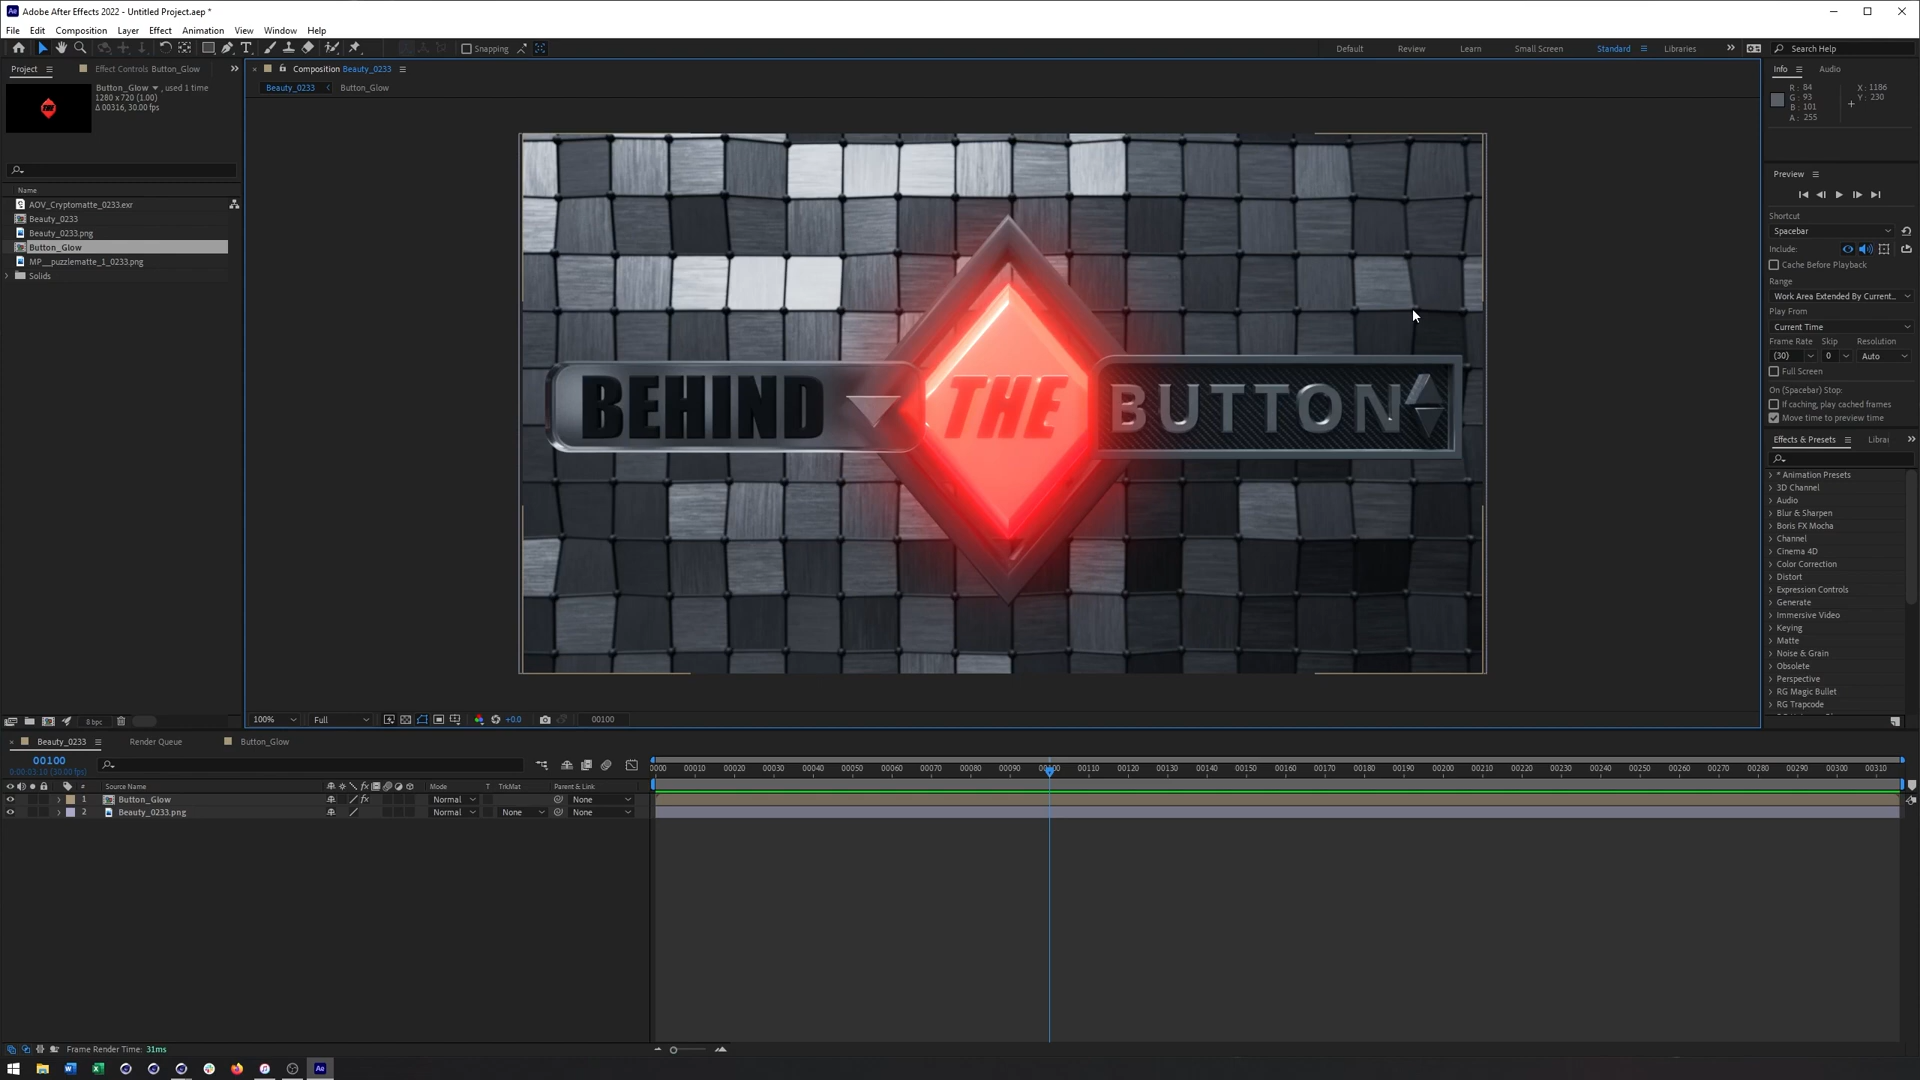 Adobe After Effects 2022 - Untitled Project.aep *
File Edit Composition Layer Effect Animation View Window Help
Snapping
Default Review Learn Small Screen Standard Libraries Search Help
Project Effect Controls Button_Glow
Composition Beauty_0233
Info Audio
Beauty_0233 Button_Glow
Button_Glow , used 1 time
1280 x 720 (1.00)
Δ 00316, 30.00 fps
THE
R : 84
G : 93
B : 101
A : 255
X : 1186
Y : 230
Preview
Name
AOV_Cryptomatte_0233.exr
Beauty_0233
Beauty_0233.png
Button_Glow
MP__puzzlematte_1_0233.png
Solids
BEHIND THE BUTTON
Shortcut
Spacebar
Include:
Cache Before Playback
Range
Work Area Extended By Current...
Play From
Current Time
Frame Rate Skip Resolution
(30) 0 Auto
Full Screen
On (Spacebar) Stop:
If caching, play cached frames
Move time to preview time
Effects & Presets Librai
* Animation Presets
3D Channel
Audio
Blur & Sharpen
Boris FX Mocha
Channel
Cinema 4D
Color Correction
Distort
Expression Controls
Generate
Immersive Video
Keying
Matte
Noise & Grain
Obsolete
Perspective
RG Magic Bullet
RG Trapcode
8 bpc
100% Full +0.0 00100
Beauty_0233 Render Queue Button_Glow
00100
0:00:03:10 (30.00 fps)
0000 00010 00020 00030 00040 00050 00060 00070 00080 00090 00100 00110 00120 00130 00140 00150 00160 00170 00180 00190 00200 00210 00220 00230 00240 00250 00260 00270 00280 00290 00300 00310
# Source Name Mode T TrkMat Parent & Link
1 Button_Glow Normal None
2 Beauty_0233.png Normal None None
Frame Render Time: 31ms
Ae